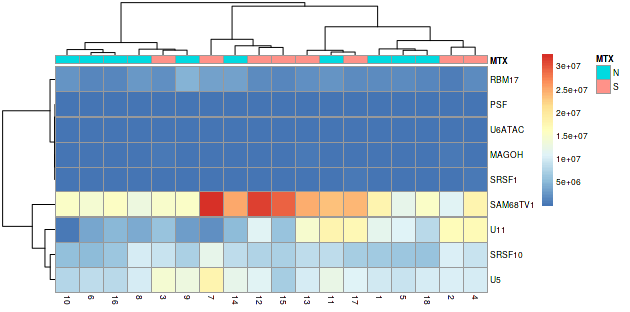 MTX
RBM17
PSF
U6ATAC
MAGOH
SRSF1
SAM68TV1
U11
SRSF10
U5
10 6 16 8 3 9 7 14 12 15 13 11 17 1 5 18 2 4
3e+07
2.5e+07
2e+07
1.5e+07
1e+07
5e+06
MTX
N
S